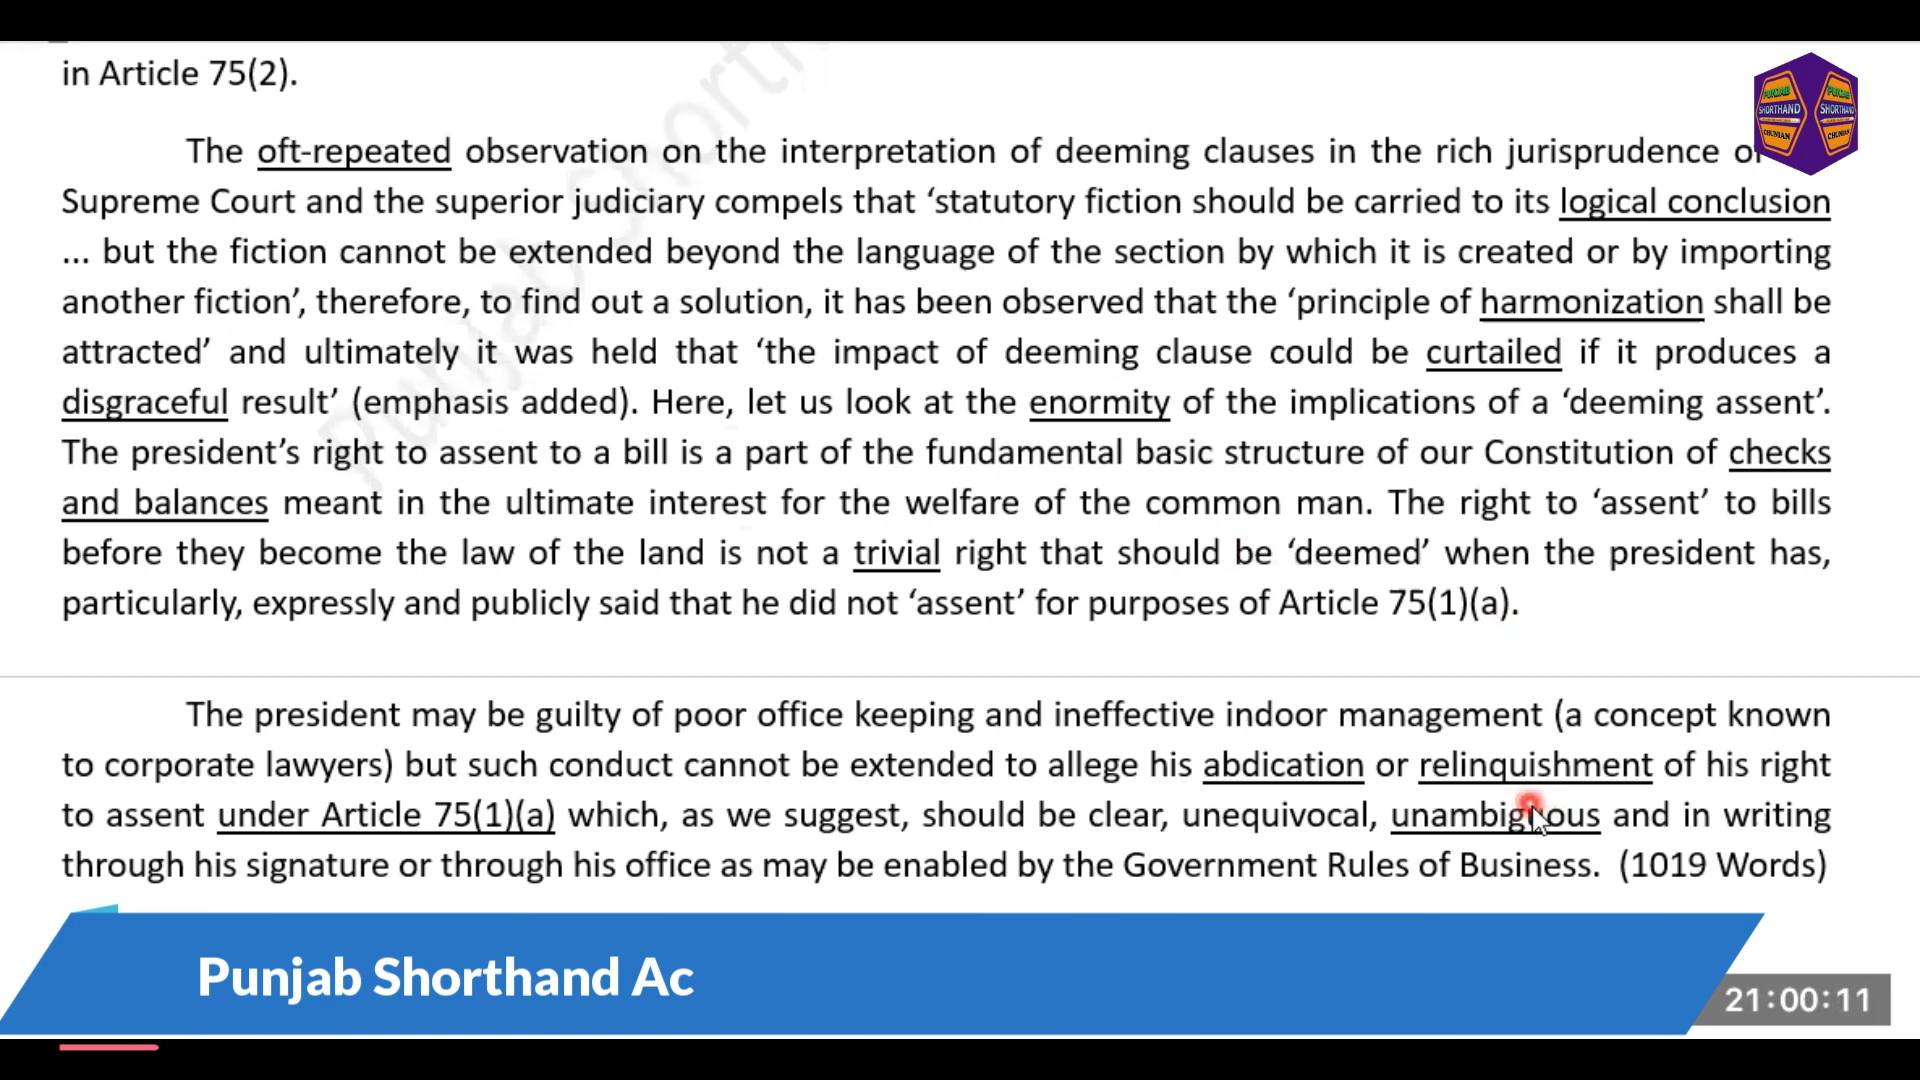 in Article 75(2).
The oft-repeated observation on the interpretation of deeming clauses in the rich jurisprudence of
Supreme Court and the superior judiciary compels that ‘statutory fiction should be carried to its logical conclusion
... but the fiction cannot be extended beyond the language of the section by which it is created or by importing
another fiction’, therefore, to find out a solution, it has been observed that the ‘principle of harmonization shall be
attracted’ and ultimately it was held that ‘the impact of deeming clause could be curtailed if it produces a
disgraceful result’ (emphasis added). Here, let us look at the enormity of the implications of a ‘deeming assent’.
The president’s right to assent to a bill is a part of the fundamental basic structure of our Constitution of checks
and balances meant in the ultimate interest for the welfare of the common man. The right to ‘assent’ to bills
before they become the law of the land is not a trivial right that should be ‘deemed’ when the president has,
particularly, expressly and publicly said that he did not ‘assent’ for purposes of Article 75(1)(a).
The president may be guilty of poor office keeping and ineffective indoor management (a concept known
to corporate lawyers) but such conduct cannot be extended to allege his abdication or relinquishment of his right
to assent under Article 75(1)(a) which, as we suggest, should be clear, unequivocal, unambiguous and in writing
through his signature or through his office as may be enabled by the Government Rules of Business. (1019 Words)
Punjab Shorthand Ac
21:00:11
PUNJAB
SHORTHAND
CHUNIAN
PUNJAB
SHORTHAND
CHUNIAN
Punjab Shorth